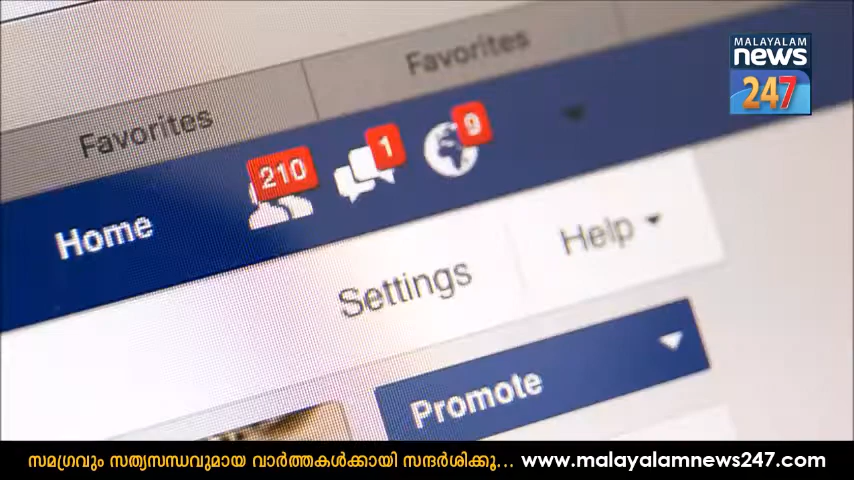 MALAYALAM
news
247
Favorites
Favorites
210
1
9
Home
Settings
Help
Promote
സമഗ്രവും സത്യസന്ധവുമായ വാർത്തകൾക്കായി സന്ദർശിക്കൂ... www.malayalamnews247.com